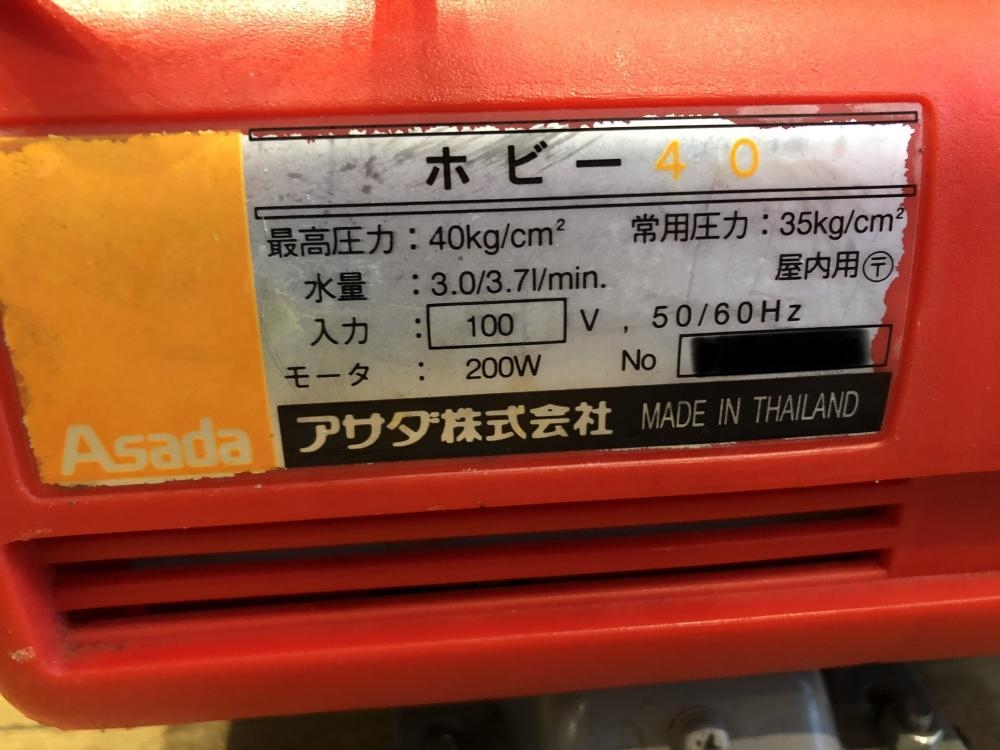 ホビー40
最高圧力：40kg/cm² 常用圧力：35kg/cm²
水量 ：3.0/3.7l/min. 屋内用〶
入力 ： 100 V , 50/60Hz
モータ ： 200W No
Asada アサダ株式会社 MADE IN THAILAND